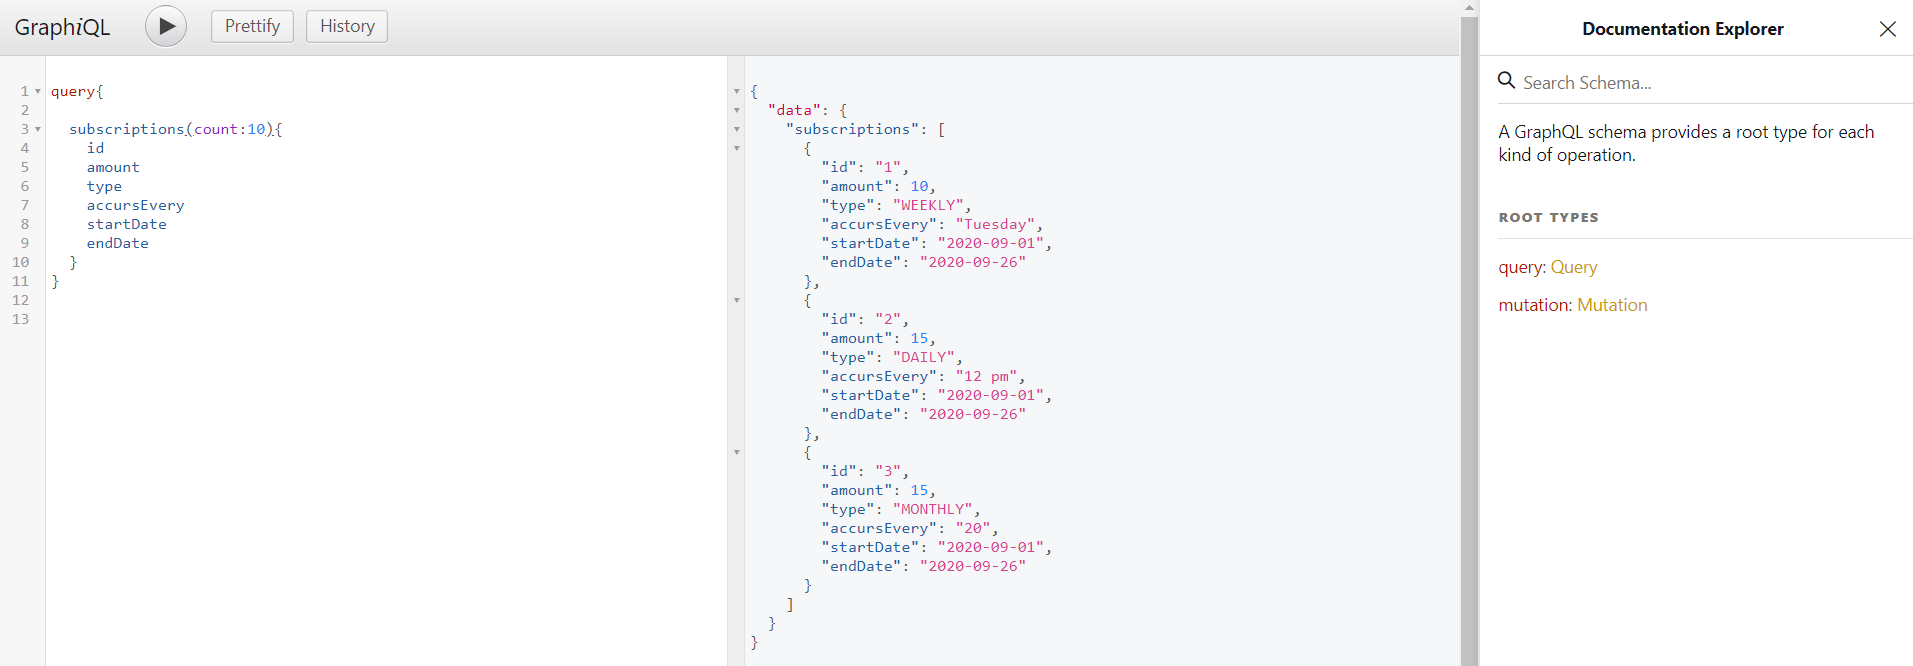 GraphiQL
Prettify
History
1 query{
2
3 subscriptions(count:10){
4 id
5 amount
6 type
7 accursEvery
8 startDate
9 endDate
10 }
11 }
12
13
{
"data": {
"subscriptions": [
{
"id": "1",
"amount": 10,
"type": "WEEKLY",
"accursEvery": "Tuesday",
"startDate": "2020-09-01",
"endDate": "2020-09-26"
},
{
"id": "2",
"amount": 15,
"type": "DAILY",
"accursEvery": "12 pm",
"startDate": "2020-09-01",
"endDate": "2020-09-26"
},
{
"id": "3",
"amount": 15,
"type": "MONTHLY",
"accursEvery": "20",
"startDate": "2020-09-01",
"endDate": "2020-09-26"
}
]
}
}
Documentation Explorer
Search Schema...
A GraphQL schema provides a root type for each
kind of operation.
ROOT TYPES
query: Query
mutation: Mutation